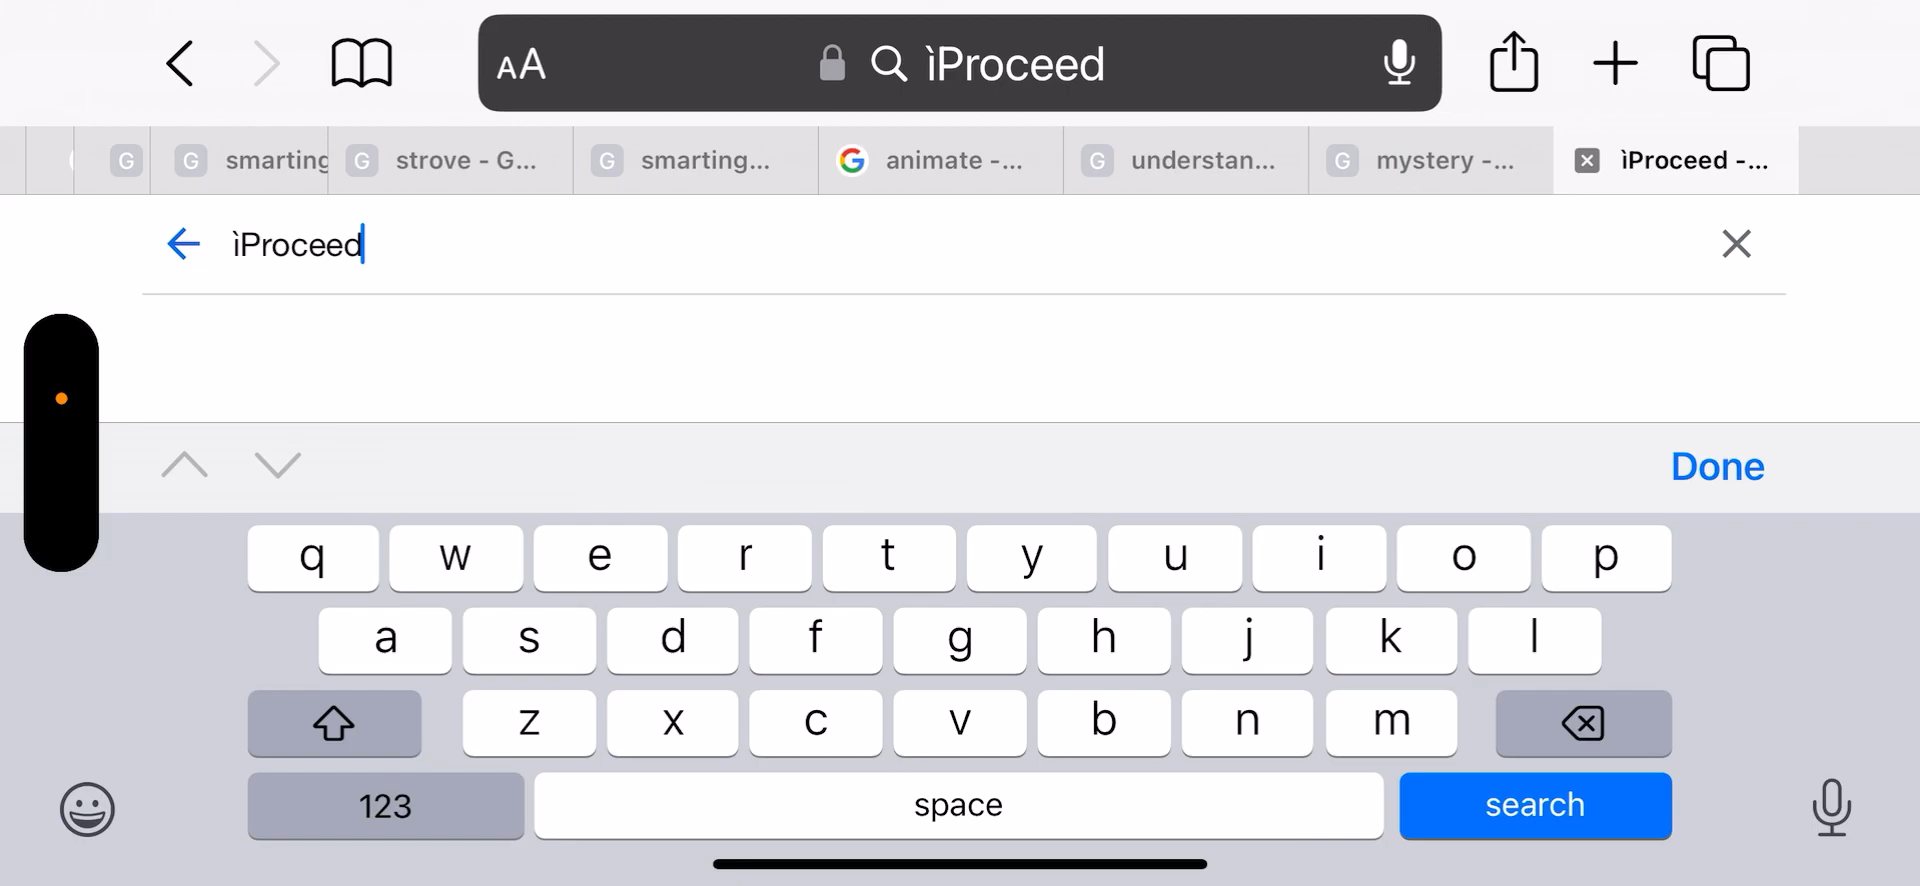 AA ìProceed
G G smarting G strove - G... G smarting... G animate -... G understan... G mystery -... ìProceed -...
ìProceed
Done
q w e r t y u i o p
a s d f g h j k l
z x c v b n m
123 space search